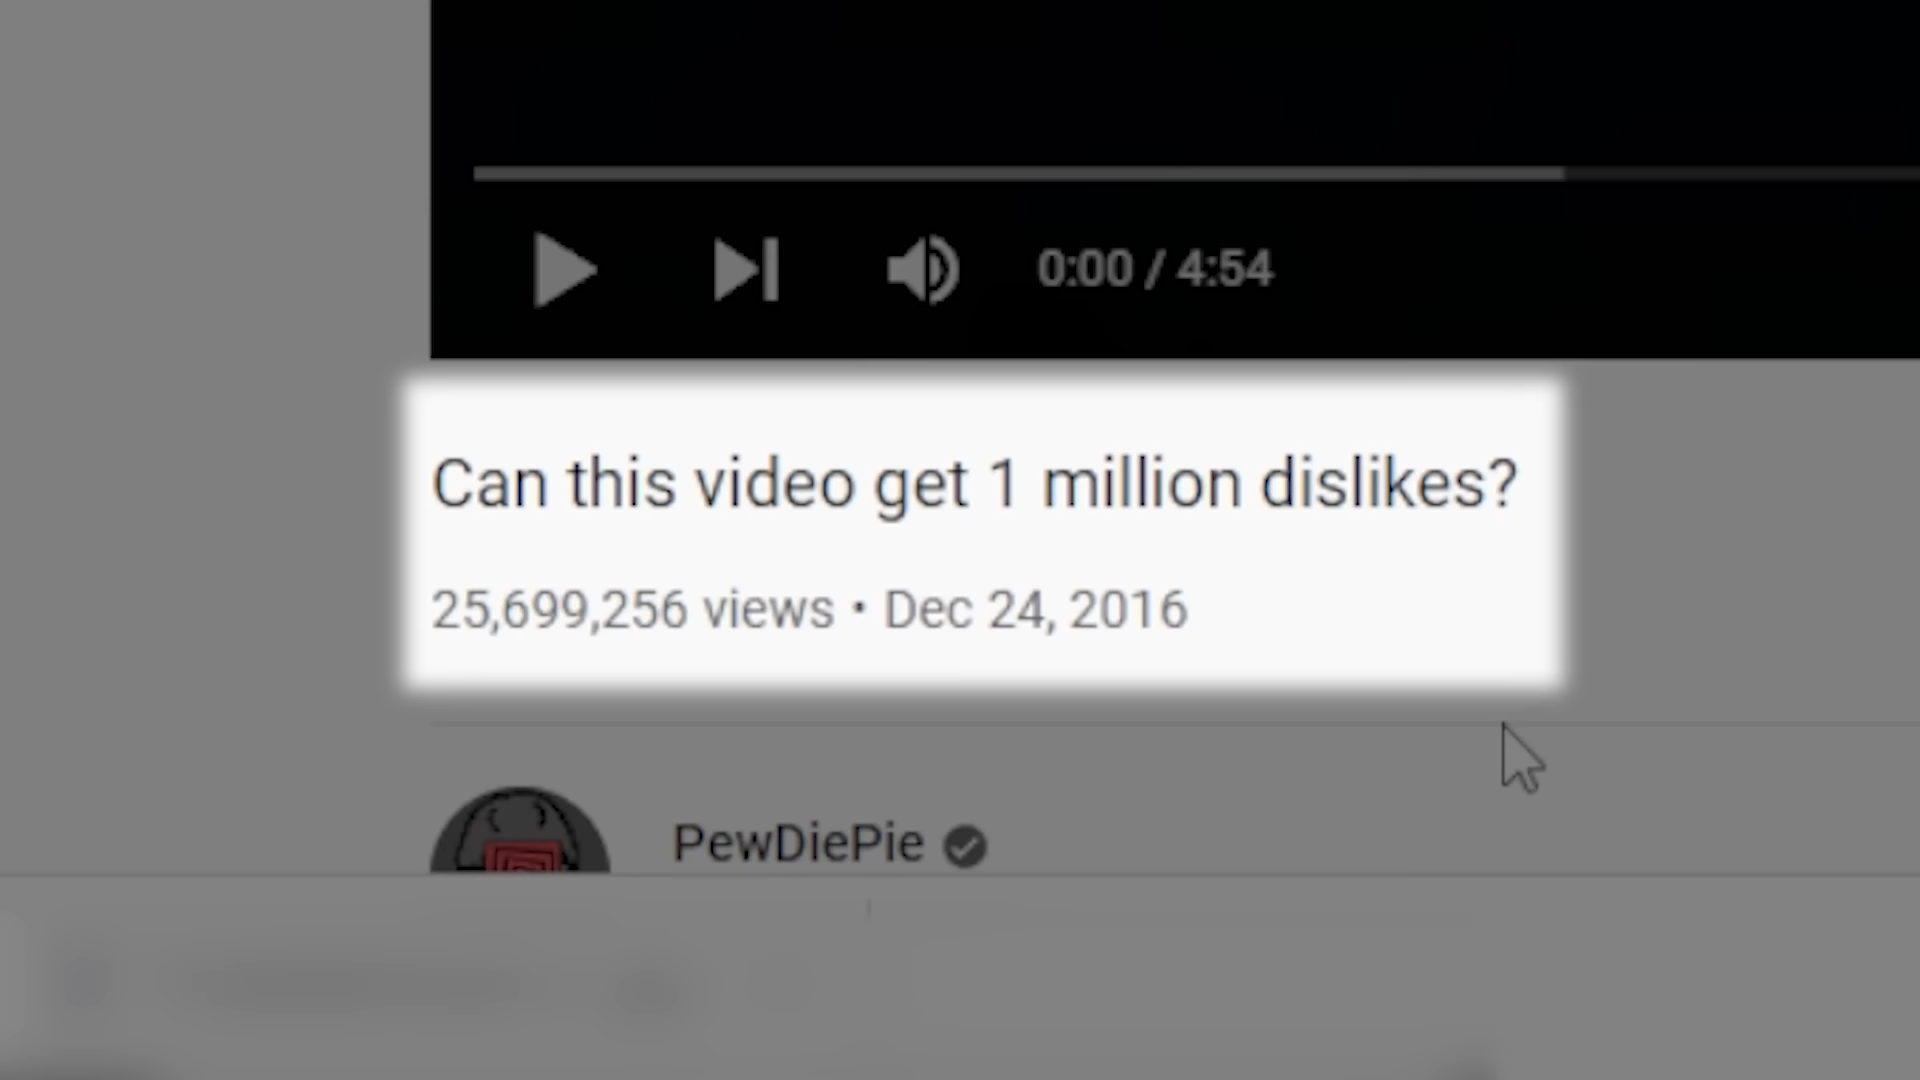 0:00 / 4:54
Can this video get 1 million dislikes?
25,699,256 views • Dec 24, 2016
PewDiePie